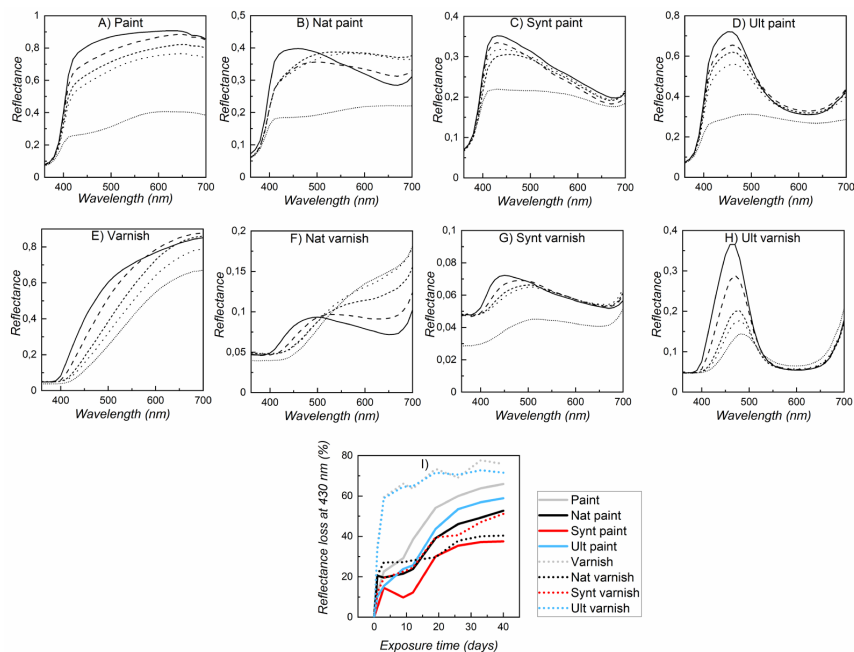 A) Paint
Reflectance
1
0,8
0,6
0,4
0,2
0
400 500 600 700
Wavelength (nm)
B) Nat paint
Reflectance
0,5
0,4
0,3
0,2
0,1
0
400 500 600 700
Wavelength (nm)
C) Synt paint
Reflectance
0,4
0,3
0,2
0,1
0
400 500 600 700
Wavelength (nm)
D) Ult paint
Reflectance
0,8
0,6
0,4
0,2
0
400 500 600 700
Wavelength (nm)
E) Varnish
Reflectance
0,8
0,6
0,4
0,2
0
400 500 600 700
Wavelength (nm)
F) Nat varnish
Reflectance
0,2
0,15
0,1
0,05
0
400 500 600 700
Wavelength (nm)
G) Synt varnish
Reflectance
0,1
0,08
0,06
0,04
0,02
0
400 500 600 700
Wavelength (nm)
H) Ult varnish
Reflectance
0,4
0,3
0,2
0,1
0
400 500 600 700
Wavelength (nm)
I)
Reflectance loss at 430 nm (%)
80
60
40
20
0
0 10 20 30 40
Exposure time (days)
Paint
Nat paint
Synt paint
Ult paint
Varnish
Nat varnish
Synt varnish
Ult varnish